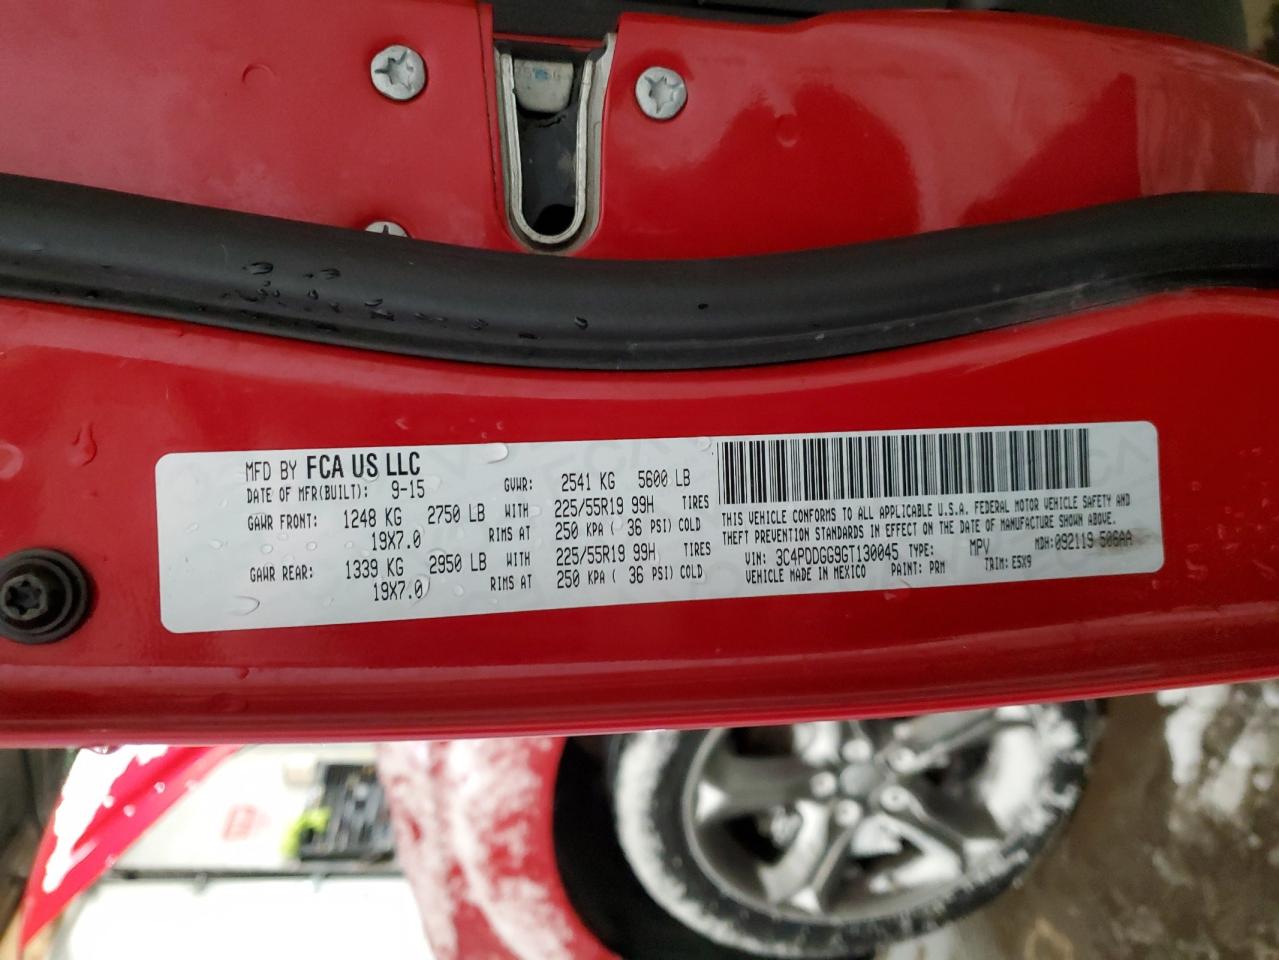 MFD BY FCA US LLC
DATE OF MFR(BUILT): 9-15 GVWR: 2541 KG 5600 LB
GAWR FRONT: 1248 KG 2750 LB WITH 225/55R19 99H TIRES
19X7.0 RIMS AT 250 KPA ( 36 PSI) COLD
GAWR REAR: 1339 KG 2950 LB WITH 225/55R19 99H TIRES
19X7.0 RIMS AT 250 KPA ( 36 PSI) COLD
THIS VEHICLE CONFORMS TO ALL APPLICABLE U.S.A. FEDERAL MOTOR VEHICLE SAFETY AND
THEFT PREVENTION STANDARDS IN EFFECT ON THE DATE OF MANUFACTURE SHOWN ABOVE.
VIN: 3C4PDDGG9GT130045 TYPE: MPV MDH: 092119 506AA
VEHICLE MADE IN MEXICO PAINT: PRM TRIM: E5X9